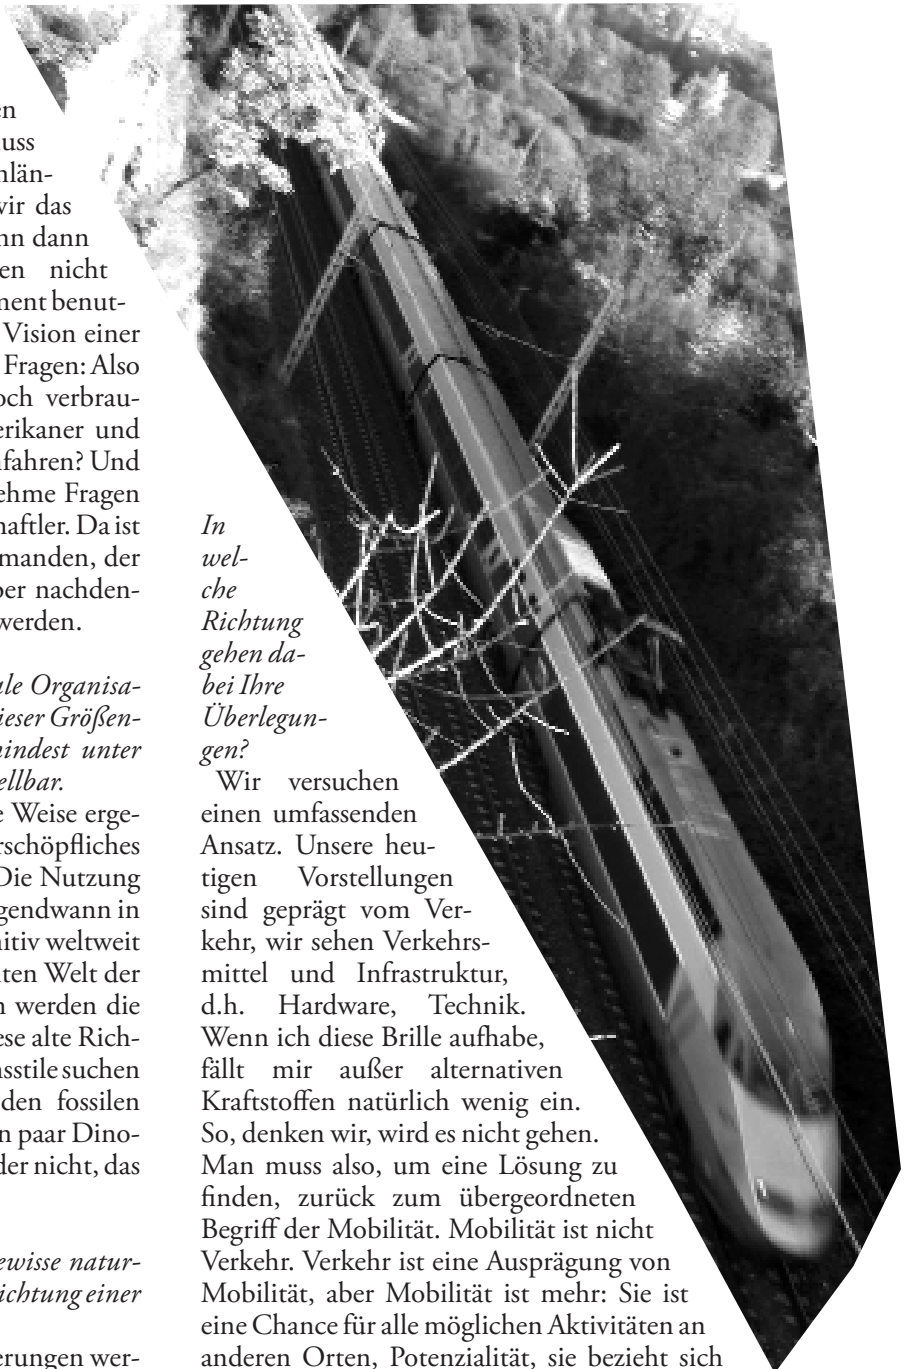 en
uss
nlän-
wir das
nn dann
en nicht
ment benut-
Vision einer
Fragen: Also
och verbrau-
erikaner und
nfahren? Und
ehme Fragen
haftler. Da ist
manden, der
ber nachden-
werden.
ale Organisa-
ieser Größen-
mindest unter
ellbar.
e Weise erge-
rschöpfliches
Die Nutzung
gendwann in
nitiv weltweit
nten Welt der
n werden die
ese alte Rich-
nsstile suchen
den fossilen
n paar Dino-
der nicht, das
ewisse natur-
ichtung einer
erungen wer-
In
wel-
che
Richtung
gehen da-
bei Ihre
Überlegun-
gen?
Wir versuchen
einen umfassenden
Ansatz. Unsere heu-
tigen Vorstellungen
sind geprägt vom Ver-
kehr, wir sehen Verkehrs-
mittel und Infrastruktur,
d.h. Hardware, Technik.
Wenn ich diese Brille aufhabe,
fällt mir außer alternativen
Kraftstoffen natürlich wenig ein.
So, denken wir, wird es nicht gehen.
Man muss also, um eine Lösung zu
finden, zurück zum übergeordneten
Begriff der Mobilität. Mobilität ist nicht
Verkehr. Verkehr ist eine Ausprägung von
Mobilität, aber Mobilität ist mehr: Sie ist
eine Chance für alle möglichen Aktivitäten an
anderen Orten, Potenzialität, sie bezieht sich